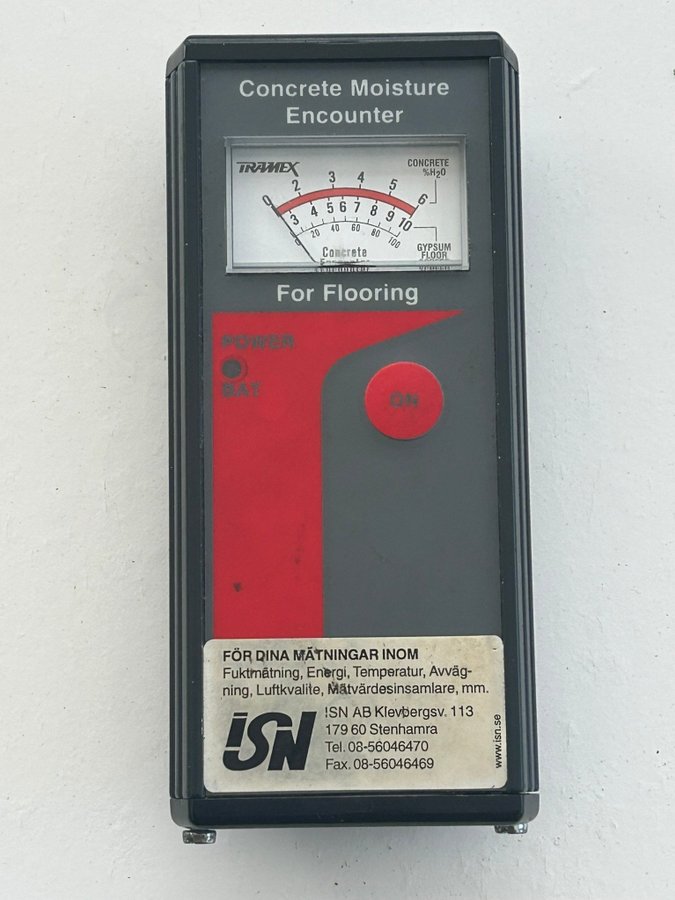 Concrete Moisture
Encounter
TRAMEX
CONCRETE
%H₂O
0 2 3 4 5 6
3 4 5 6 7 8 9 10
0 20 40 60 80 100
GYPSUM
FLOOR
Concrete
For Flooring
POWER
BAT
ON
FÖR DINA MÄTNINGAR INOM
Fuktmätning, Energi, Temperatur, Avväg-
ning, Luftkvalite, Mätvärdesinsamlare, mm.
iSN
ISN AB Klevbergsv. 113
179 60 Stenhamra
Tel. 08-56046470
Fax. 08-56046469
www.isn.se